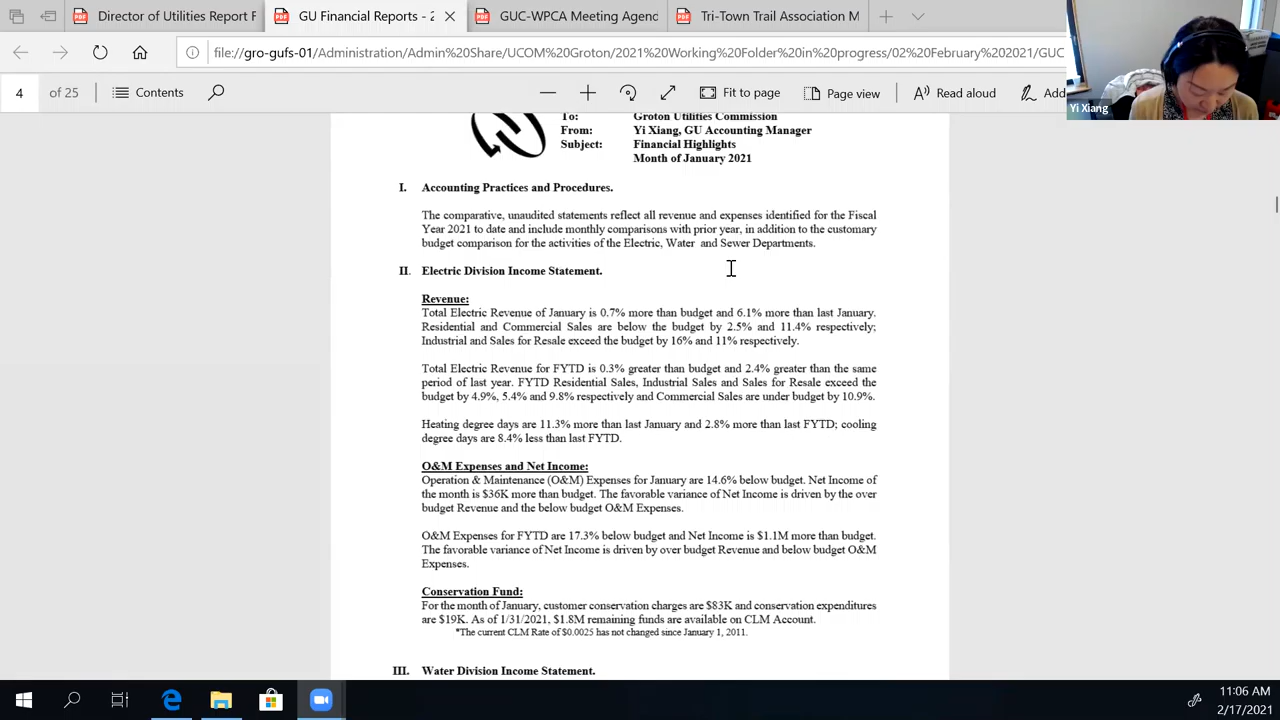 Director of Utilities Report F
GU Financial Reports - 2
GUC-WPCA Meeting Agend
Tri-Town Trail Association M
file://gro-gufs-01/Administration/Admin%20Share/UCOM%20Groton/2021%20Working%20Folder%20in%20progress/02%20February%202021/GUC
4 of 25
Contents
Fit to page
Page view
Read aloud
Add
Yi Xiang
To: Groton Utilities Commission
From: Yi Xiang, GU Accounting Manager
Subject: Financial Highlights
Month of January 2021
I. Accounting Practices and Procedures.
The comparative, unaudited statements reflect all revenue and expenses identified for the Fiscal
Year 2021 to date and include monthly comparisons with prior year, in addition to the customary
budget comparison for the activities of the Electric, Water and Sewer Departments.
II. Electric Division Income Statement.
Revenue:
Total Electric Revenue of January is 0.7% more than budget and 6.1% more than last January.
Residential and Commercial Sales are below the budget by 2.5% and 11.4% respectively;
Industrial and Sales for Resale exceed the budget by 16% and 11% respectively.
Total Electric Revenue for FYTD is 0.3% greater than budget and 2.4% greater than the same
period of last year. FYTD Residential Sales, Industrial Sales and Sales for Resale exceed the
budget by 4.9%, 5.4% and 9.8% respectively and Commercial Sales are under budget by 10.9%.
Heating degree days are 11.3% more than last January and 2.8% more than last FYTD; cooling
degree days are 8.4% less than last FYTD.
O&M Expenses and Net Income:
Operation & Maintenance (O&M) Expenses for January are 14.6% below budget. Net Income of
the month is $36K more than budget. The favorable variance of Net Income is driven by the over
budget Revenue and the below budget O&M Expenses.
O&M Expenses for FYTD are 17.3% below budget and Net Income is $1.1M more than budget.
The favorable variance of Net Income is driven by over budget Revenue and below budget O&M
Expenses.
Conservation Fund:
For the month of January, customer conservation charges are $83K and conservation expenditures
are $19K. As of 1/31/2021, $1.8M remaining funds are available on CLM Account.
*The current CLM Rate of $0.0025 has not changed since January 1, 2011.
III. Water Division Income Statement.
11:06 AM
2/17/2021